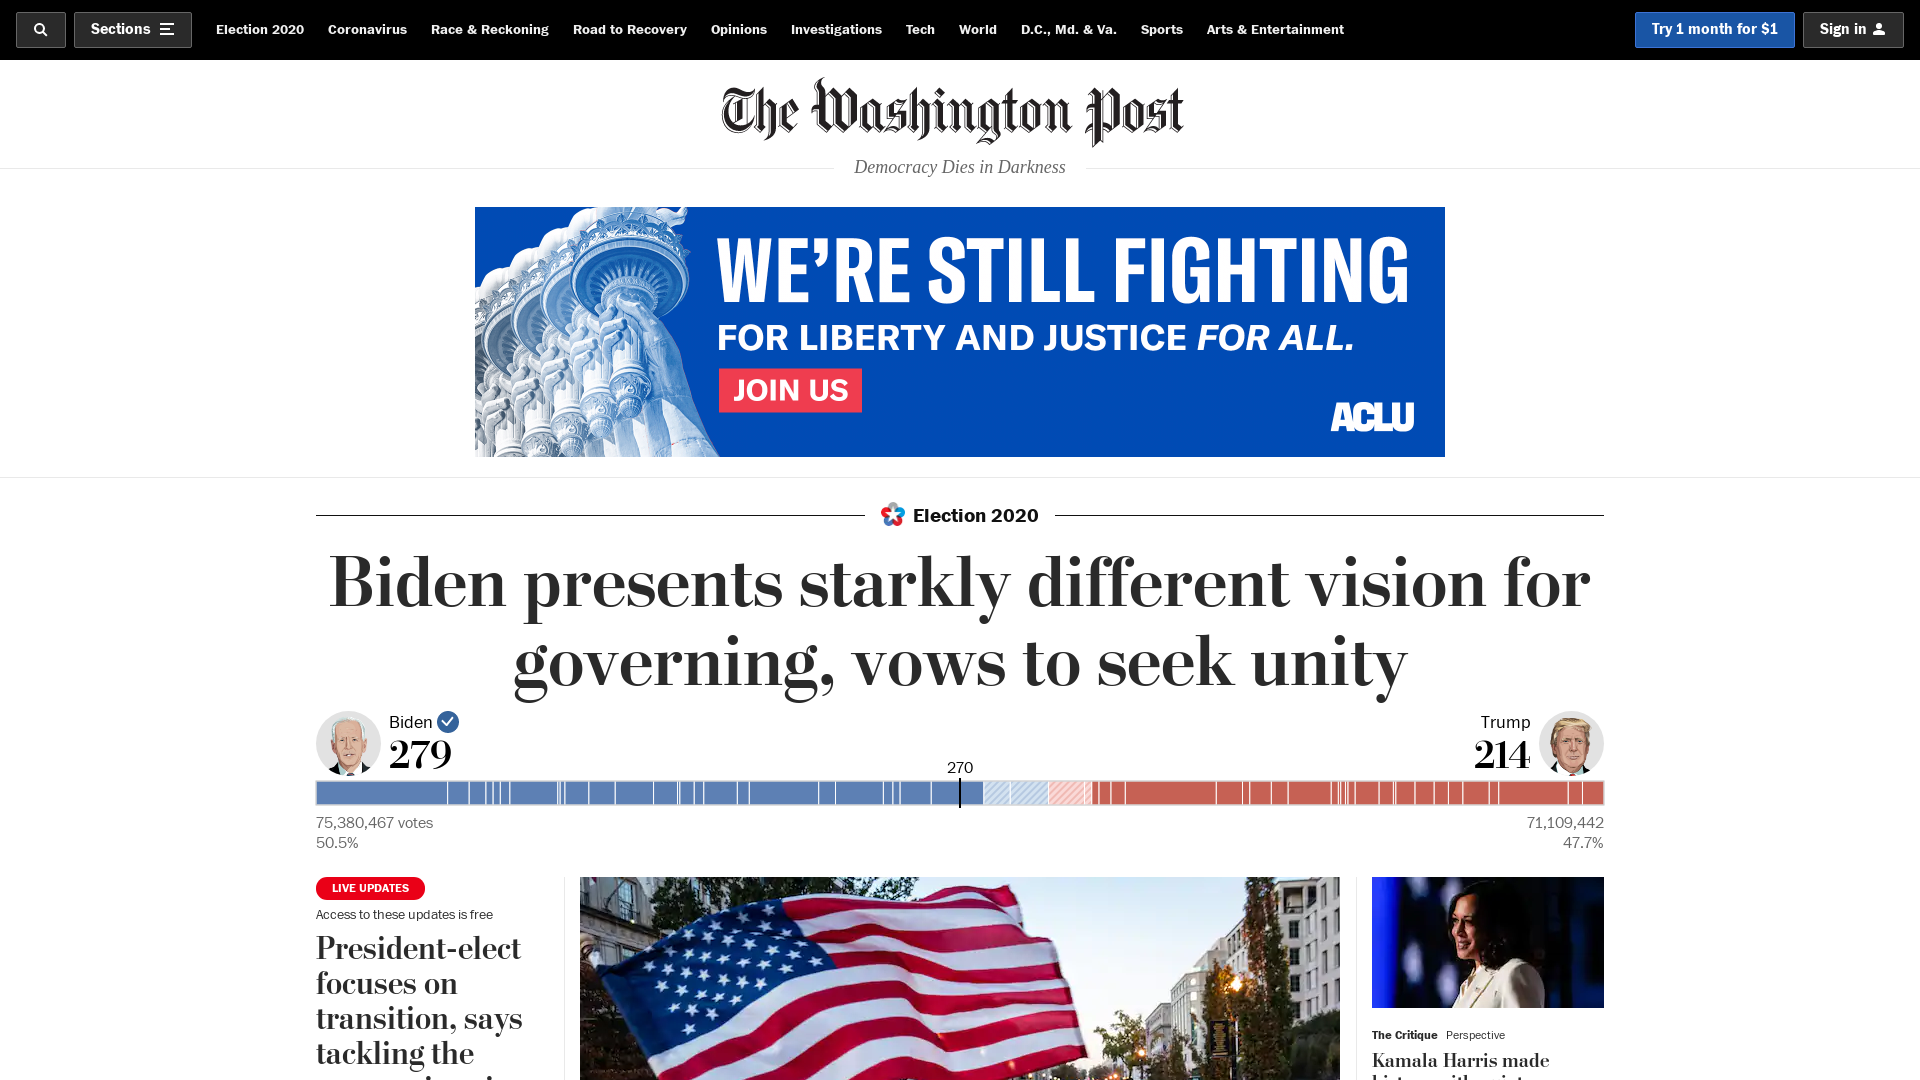 Sections
Election 2020
Coronavirus
Race & Reckoning
Road to Recovery
Opinions
Investigations
Tech
World
D.C., Md. & Va.
Sports
Arts & Entertainment
Try 1 month for $1
Sign in
The Washington Post
Democracy Dies in Darkness
WE'RE STILL FIGHTING
FOR LIBERTY AND JUSTICE FOR ALL.
JOIN US
ACLU
Election 2020
Biden presents starkly different vision for
governing, vows to seek unity
Biden
279
Trump
214
270
75,380,467 votes
50.5%
71,109,442
47.7%
LIVE UPDATES
Access to these updates is free
President-elect
focuses on
transition, says
tackling the
The Critique Perspective
Kamala Harris made